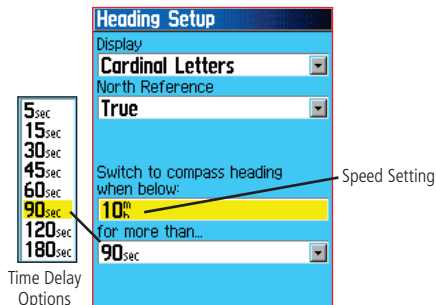 Heading Setup
Display
Cardinal Letters
North Reference
True
Switch to compass heading
when below:
10 m/h
for more than...
90sec
5sec
15sec
30sec
45sec
60sec
90sec
120sec
180sec
Time Delay
Options
Speed Setting